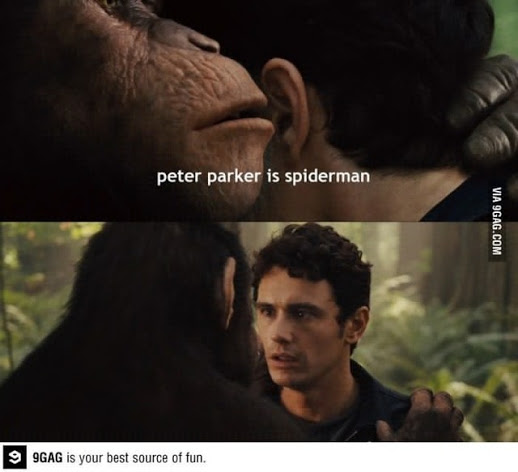 peter parker is spiderman
VIA 9GAG.COM
9GAG is your best source of fun.